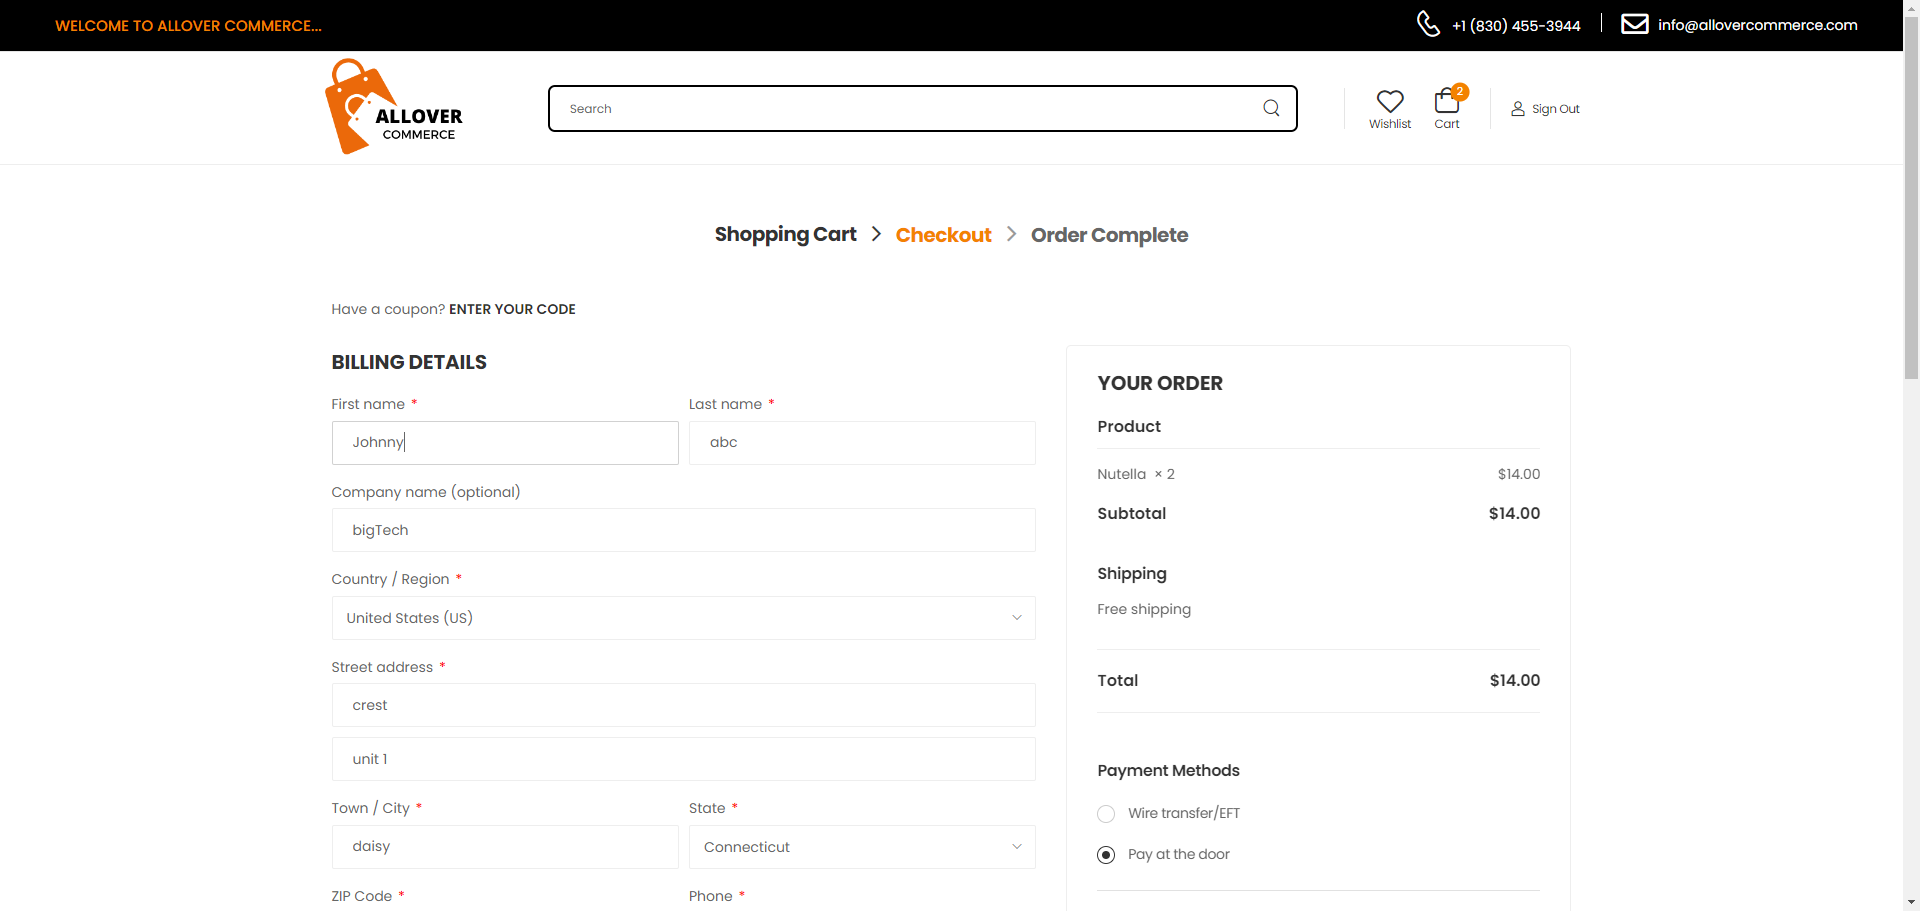 WELCOME TO ALLOVER COMMERCE...
+1 (830) 455-3944
info@allovercommerce.com
ALLOVER
COMMERCE
Search
Wishlist
2
Cart
Sign Out
Shopping Cart
Checkout
Order Complete
Have a coupon? ENTER YOUR CODE
BILLING DETAILS
First name *
Last name *
Johnny
abc
Company name (optional)
bigTech
Country / Region *
United States (US)
Street address *
crest
unit 1
Town / City *
State *
daisy
Connecticut
ZIP Code *
Phone *
YOUR ORDER
Product
Nutella × 2 $14.00
Subtotal $14.00
Shipping
Free shipping
Total $14.00
Payment Methods
Wire transfer/EFT
Pay at the door